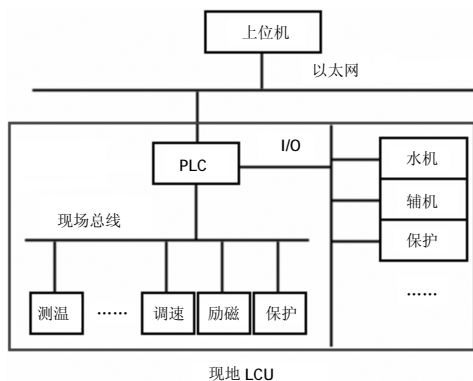 上位机
以太网
I/O
PLC
水机
辅机
保护
……
现场总线
测温
……
调速
励磁
保护
现地 LCU